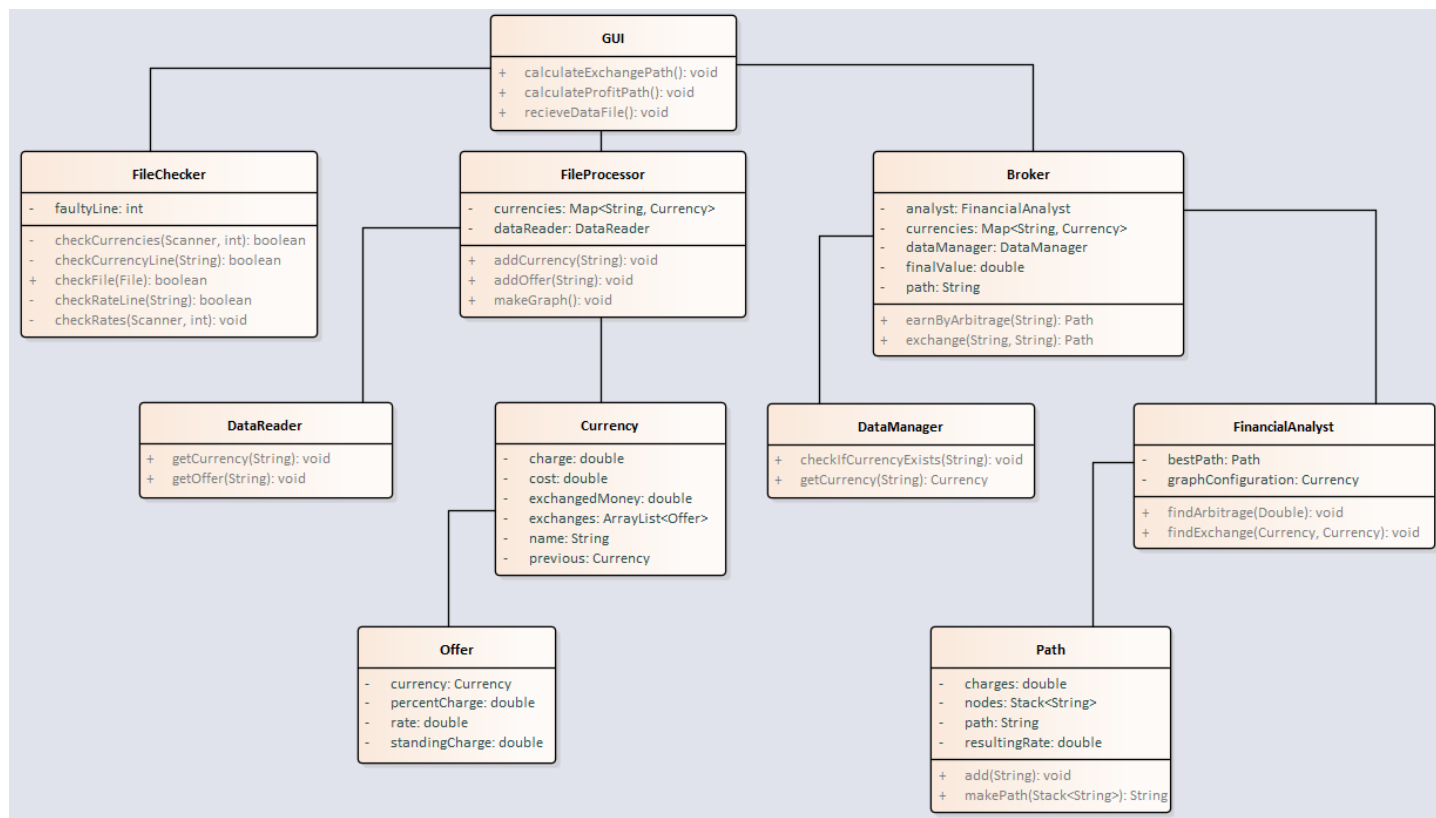 GUI
+ calculateExchangePath(): void
+ calculateProfitPath(): void
+ recieveDataFile(): void
FileChecker
- faultyLine: int
- checkCurrencies(Scanner, int): boolean
- checkCurrencyLine(String): boolean
+ checkFile(File): boolean
- checkRateLine(String): boolean
- checkRates(Scanner, int): void
FileProcessor
- currencies: Map<String, Currency>
- dataReader: DataReader
+ addCurrency(String): void
+ addOffer(String): void
+ makeGraph(): void
Broker
- analyst: FinancialAnalyst
- currencies: Map<String, Currency>
- dataManager: DataManager
- finalValue: double
- path: String
+ earnByArbitrage(String): Path
+ exchange(String, String): Path
DataReader
+ getCurrency(String): void
+ getOffer(String): void
Currency
- charge: double
- cost: double
- exchangedMoney: double
- exchanges: ArrayList<Offer>
- name: String
- previous: Currency
DataManager
+ checkIfCurrencyExists(String): void
+ getCurrency(String): Currency
FinancialAnalyst
- bestPath: Path
- graphConfiguration: Currency
+ findArbitrage(Double): void
+ findExchange(Currency, Currency): void
Offer
- currency: Currency
- percentCharge: double
- rate: double
- standingCharge: double
Path
- charges: double
- nodes: Stack<String>
- path: String
- resultingRate: double
+ add(String): void
+ makePath(Stack<String>): String